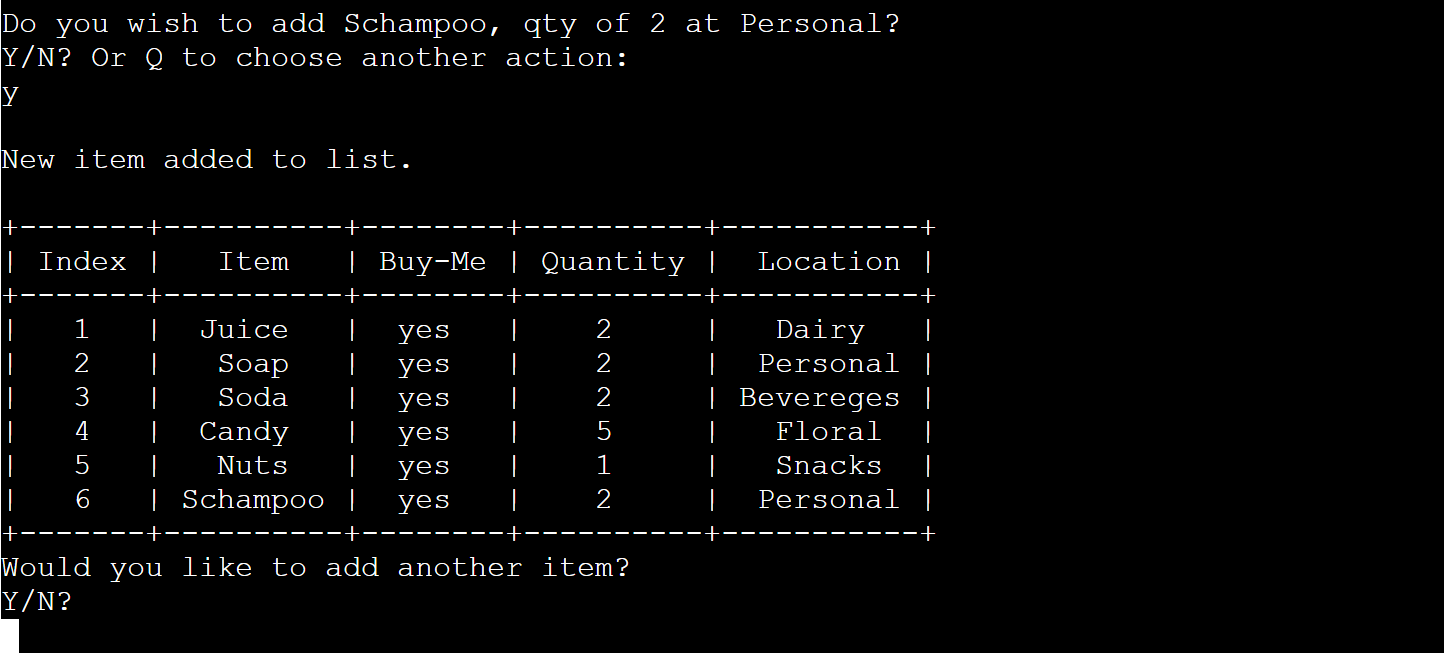 Do you wish to add Schampoo, qty of 2 at Personal?
Y/N? Or Q to choose another action:
y
New item added to list.
+-------+----------+--------+----------+-----------+
| Index |   Item   | Buy-Me | Quantity |  Location |
+-------+----------+--------+----------+-----------+
|   1   |  Juice   |  yes   |    2     |   Dairy   |
|   2   |   Soap   |  yes   |    2     |  Personal |
|   3   |   Soda   |  yes   |    2     | Bevereges |
|   4   |  Candy   |  yes   |    5     |   Floral  |
|   5   |   Nuts   |  yes   |    1     |   Snacks  |
|   6   | Schampoo |  yes   |    2     |  Personal |
+-------+----------+--------+----------+-----------+
Would you like to add another item?
Y/N?